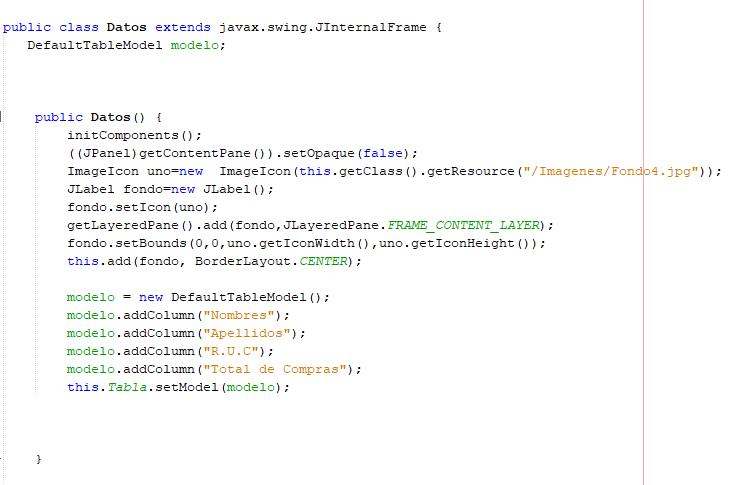 public class Datos extends javax.swing.JInternalFrame {
DefaultTableModel modelo;
public Datos() {
initComponents();
((JPanel)getContentPane()).setOpaque(false);
ImageIcon uno=new  ImageIcon(this.getClass().getResource("/Imagenes/Fondo4.jpg"));
JLabel fondo=new JLabel();
fondo.setIcon(uno);
getLayeredPane().add(fondo,JLayeredPane.FRAME_CONTENT_LAYER);
fondo.setBounds(0,0,uno.getIconWidth(),uno.getIconHeight());
this.add(fondo, BorderLayout.CENTER);
modelo = new DefaultTableModel();
modelo.addColumn("Nombres");
modelo.addColumn("Apellidos");
modelo.addColumn("R.U.C");
modelo.addColumn("Total de Compras");
this.Tabla.setModel(modelo);
}